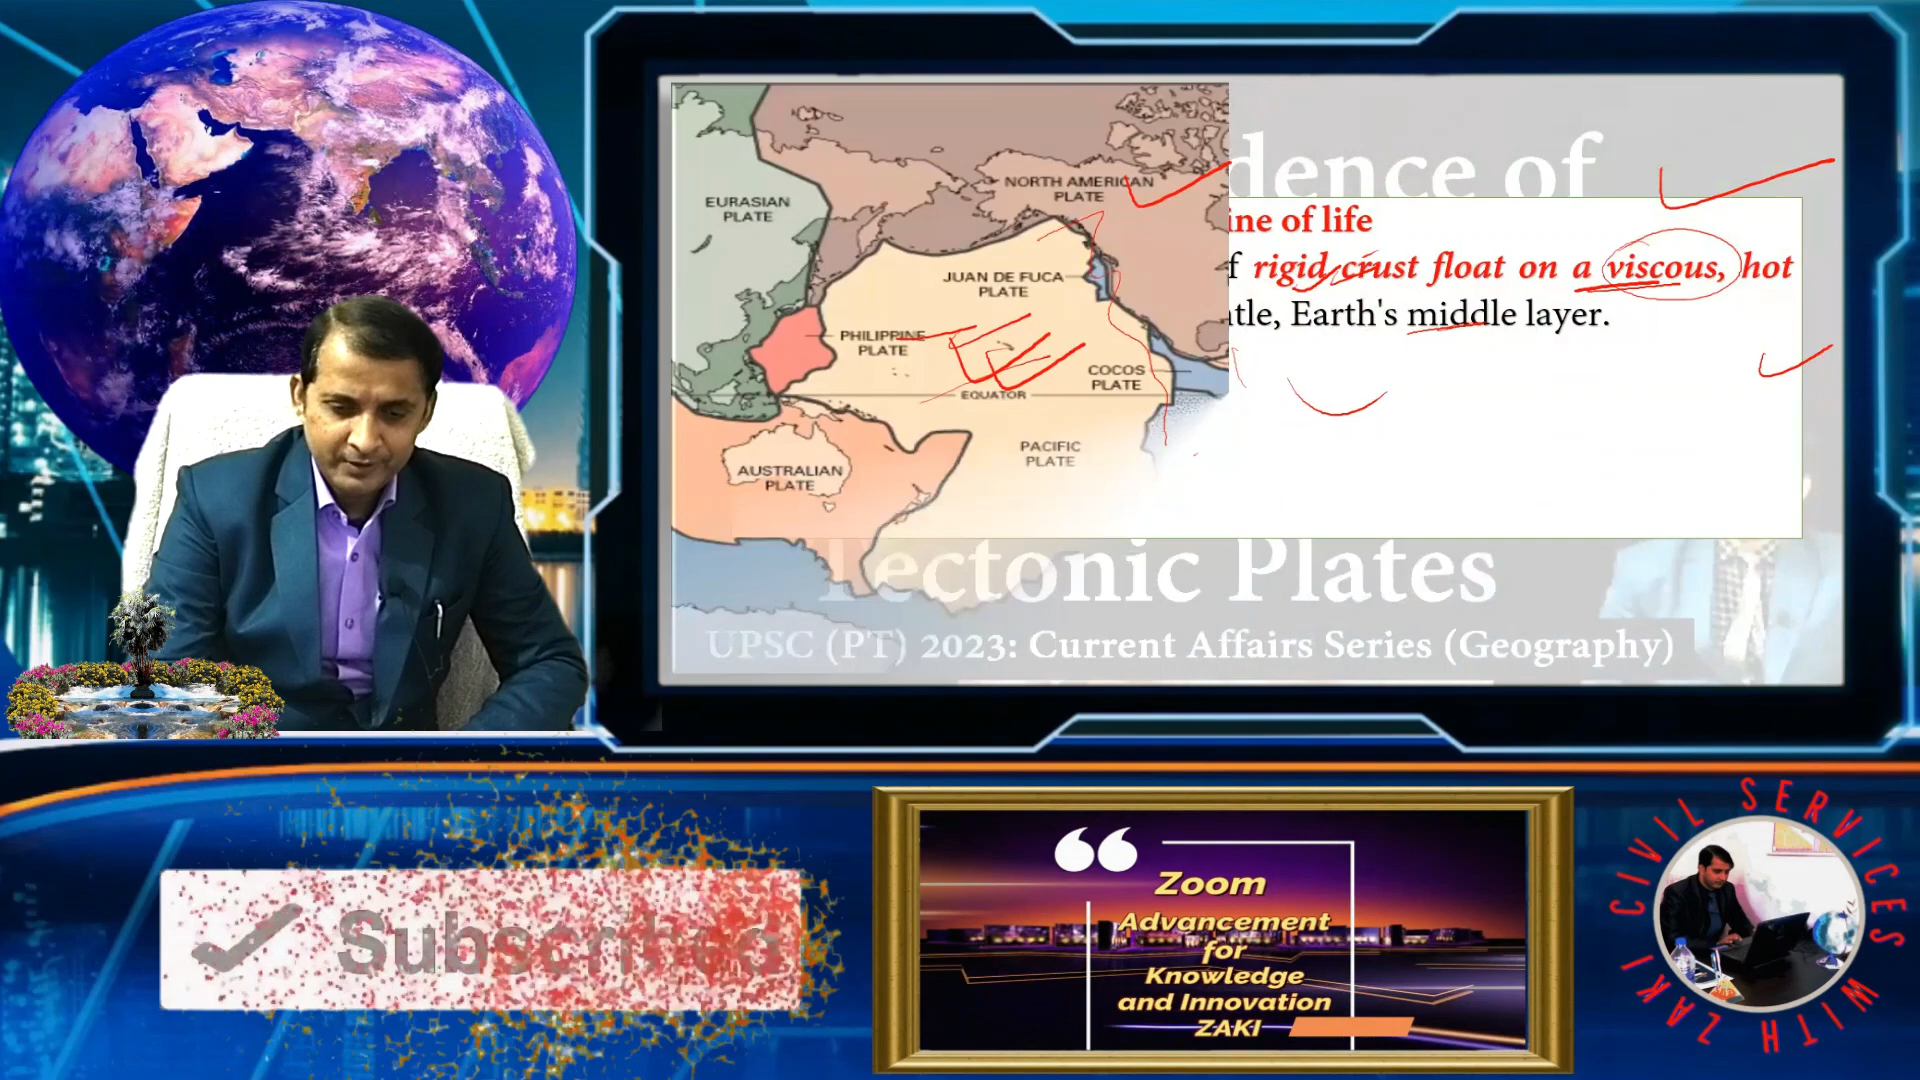 dence of
ine of life
f rigid crust float on a viscous, hot
tle, Earth's middle layer.
EURASIAN
PLATE
NORTH AMERICAN
PLATE
JUAN DE FUCA
PLATE
PHILIPPINE
PLATE
COCOS
PLATE
EQUATOR
PACIFIC
PLATE
AUSTRALIAN
PLATE
Tectonic Plates
UPSC (PT) 2023: Current Affairs Series (Geography)
Subscribed
“
Zoom
Advancement
for
Knowledge
and Innovation
ZAKI
CIVIL SERVICES WITH ZAKI